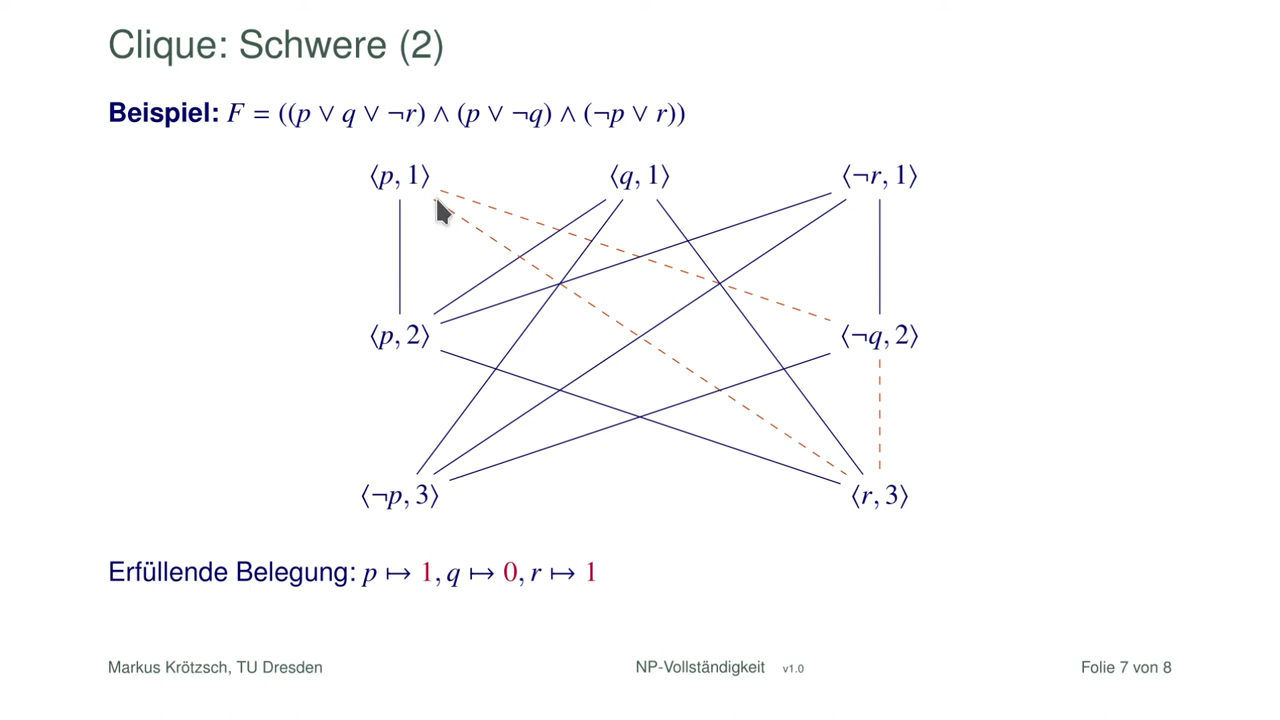 Clique: Schwere (2)
Beispiel: F = ((p ∨ q ∨ ¬r) ∧ (p ∨ ¬q) ∧ (¬p ∨ r))
⟨p, 1⟩ ⟨q, 1⟩ ⟨¬r, 1⟩
⟨p, 2⟩ ⟨¬q, 2⟩
⟨¬p, 3⟩ ⟨r, 3⟩
Erfüllende Belegung: p ↦ 1, q ↦ 0, r ↦ 1
Markus Krötzsch, TU Dresden NP-Vollständigkeit v1.0 Folie 7 von 8